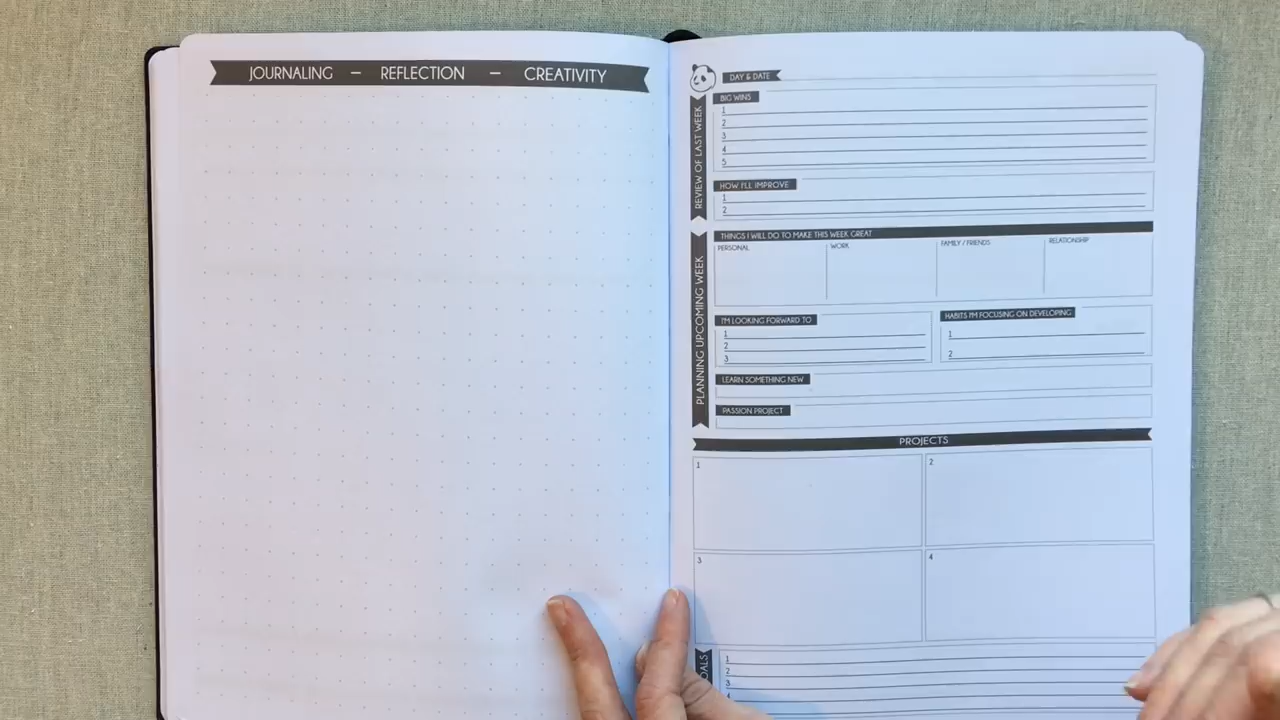 JOURNALING – REFLECTION – CREATIVITY
DAY & DATE
REVIEW OF LAST WEEK
BIG WINS
1
2
3
4
5
HOW I'LL IMPROVE
1
2
PLANNING UPCOMING WEEK
THINGS I WILL DO TO MAKE THIS WEEK GREAT
PERSONAL WORK FAMILY / FRIENDS RELATIONSHIP
I'M LOOKING FORWARD TO
1
2
3
HABITS I'M FOCUSING ON DEVELOPING
1
2
LEARN SOMETHING NEW
PASSION PROJECT
PROJECTS
1 2
3 4
OALS
1
2
3
4